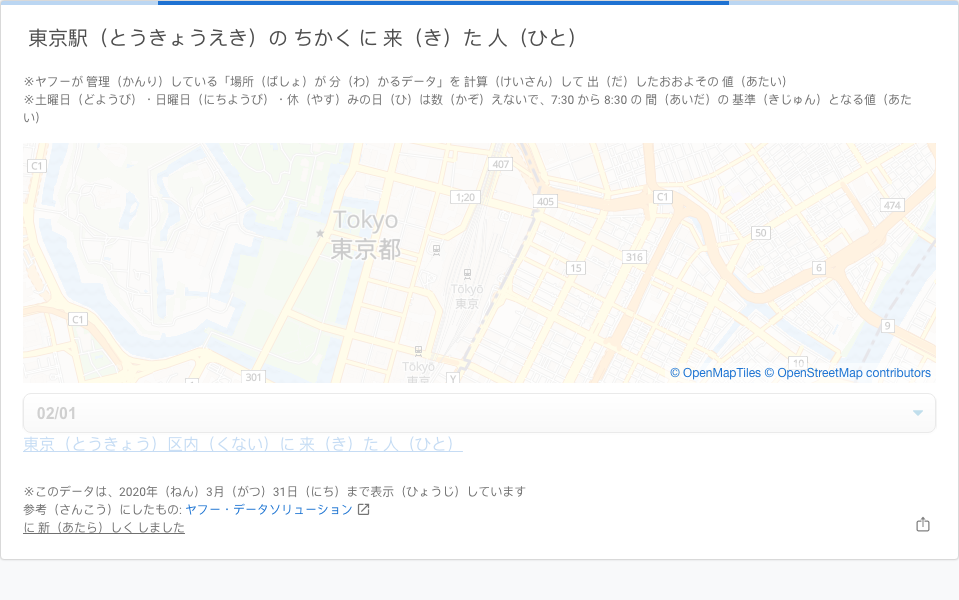 東京駅（とうきょうえき）の ちかく に 来（き）た 人（ひと）
※ヤフーが 管理（かんり）している「場所（ばしょ）が 分（わ）かるデータ」を 計算（けいさん）して 出（だ）したおおよその 値（あたい）
※土曜日（どようび）・日曜日（にちようび）・休（やす）みの日（ひ）は数（かぞ）えないで、7:30 から 8:30 の 間（あいだ）の 基準（きじゅん）となる値（あた
い）
407
C1
1;20
405
C1
474
Tokyo
東京都
50
316
15
6
Tōkyō
東京
C1
9
Tōkyō
東京
10
301
4
Y
© OpenMapTiles © OpenStreetMap contributors
02/01
東京（とうきょう）区内（くない）に 来（き）た 人（ひと）
※このデータは、2020年（ねん）3月（がつ）31日（にち）まで表示（ひょうじ）しています
参考（さんこう）にしたもの: ヤフー・データソリューション
に 新（あたら）しく しました